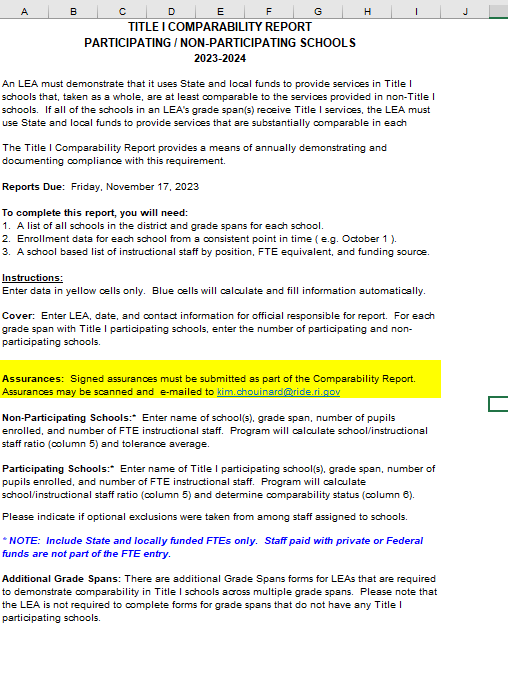 A B C D E F G H I J
TITLE I COMPARABILITY REPORT
PARTICIPATING / NON-PARTICIPATING SCHOOLS
2023-2024
An LEA must demonstrate that it uses State and local funds to provide services in Title I
schools that, taken as a whole, are at least comparable to the services provided in non-Title I
schools. If all of the schools in an LEA's grade span(s) receive Title I services, the LEA must
use State and local funds to provide services that are substantially comparable in each
The Title I Comparability Report provides a means of annually demonstrating and
documenting compliance with this requirement.
Reports Due: Friday, November 17, 2023
To complete this report, you will need:
1. A list of all schools in the district and grade spans for each school.
2. Enrollment data for each school from a consistent point in time ( e.g. October 1 ).
3. A school based list of instructional staff by position, FTE equivalent, and funding source.
Instructions:
Enter data in yellow cells only. Blue cells will calculate and fill information automatically.
Cover: Enter LEA, date, and contact information for official responsible for report. For each
grade span with Title I participating schools, enter the number of participating and non-
participating schools.
Assurances: Signed assurances must be submitted as part of the Comparability Report.
Assurances may be scanned and e-mailed to kim.chouinard@ride.ri.gov
Non-Participating Schools:* Enter name of school(s), grade span, number of pupils
enrolled, and number of FTE instructional staff. Program will calculate school/instructional
staff ratio (column 5) and tolerance average.
Participating Schools:* Enter name of Title I participating school(s), grade span, number of
pupils enrolled, and number of FTE instructional staff. Program will calculate
school/instructional staff ratio (column 5) and determine comparability status (column 6).
Please indicate if optional exclusions were taken from among staff assigned to schools.
* NOTE: Include State and locally funded FTEs only. Staff paid with private or Federal
funds are not part of the FTE entry.
Additional Grade Spans: There are additional Grade Spans forms for LEAs that are required
to demonstrate comparability in Title I schools across multiple grade spans. Please note that
the LEA is not required to complete forms for grade spans that do not have any Title I
participating schools.